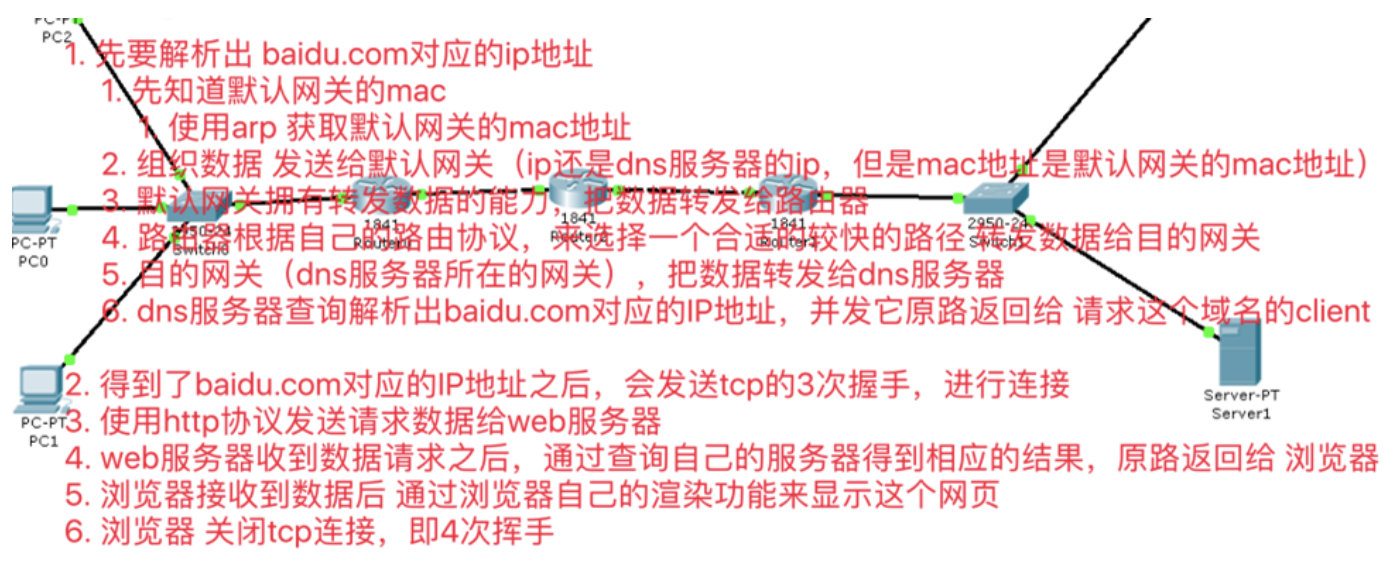 PC-PT
PC2
1. 先要解析出 baidu.com对应的ip地址
1. 先知道默认网关的mac
1. 使用arp 获取默认网关的mac地址
2. 组织数据 发送给默认网关（ip还是dns服务器的ip，但是mac地址是默认网关的mac地址）
3. 默认网关拥有转发数据的能力，把数据转发给路由器
4. 路由器根据自己的路由协议，来选择一个合适的较快的路径 转发数据给目的网关
5. 目的网关（dns服务器所在的网关），把数据转发给dns服务器
6. dns服务器查询解析出baidu.com对应的IP地址，并发它原路返回给 请求这个域名的client
2. 得到了baidu.com对应的IP地址之后，会发送tcp的3次握手，进行连接
3. 使用http协议发送请求数据给web服务器
4. web服务器收到数据请求之后，通过查询自己的服务器得到相应的结果，原路返回给 浏览器
5. 浏览器接收到数据后 通过浏览器自己的渲染功能来显示这个网页
6. 浏览器 关闭tcp连接，即4次挥手
PC-PT
PC0
2950-24
Switch0
1841
1841
1841
2950-24
PC-PT
PC1
Server-PT
Server1